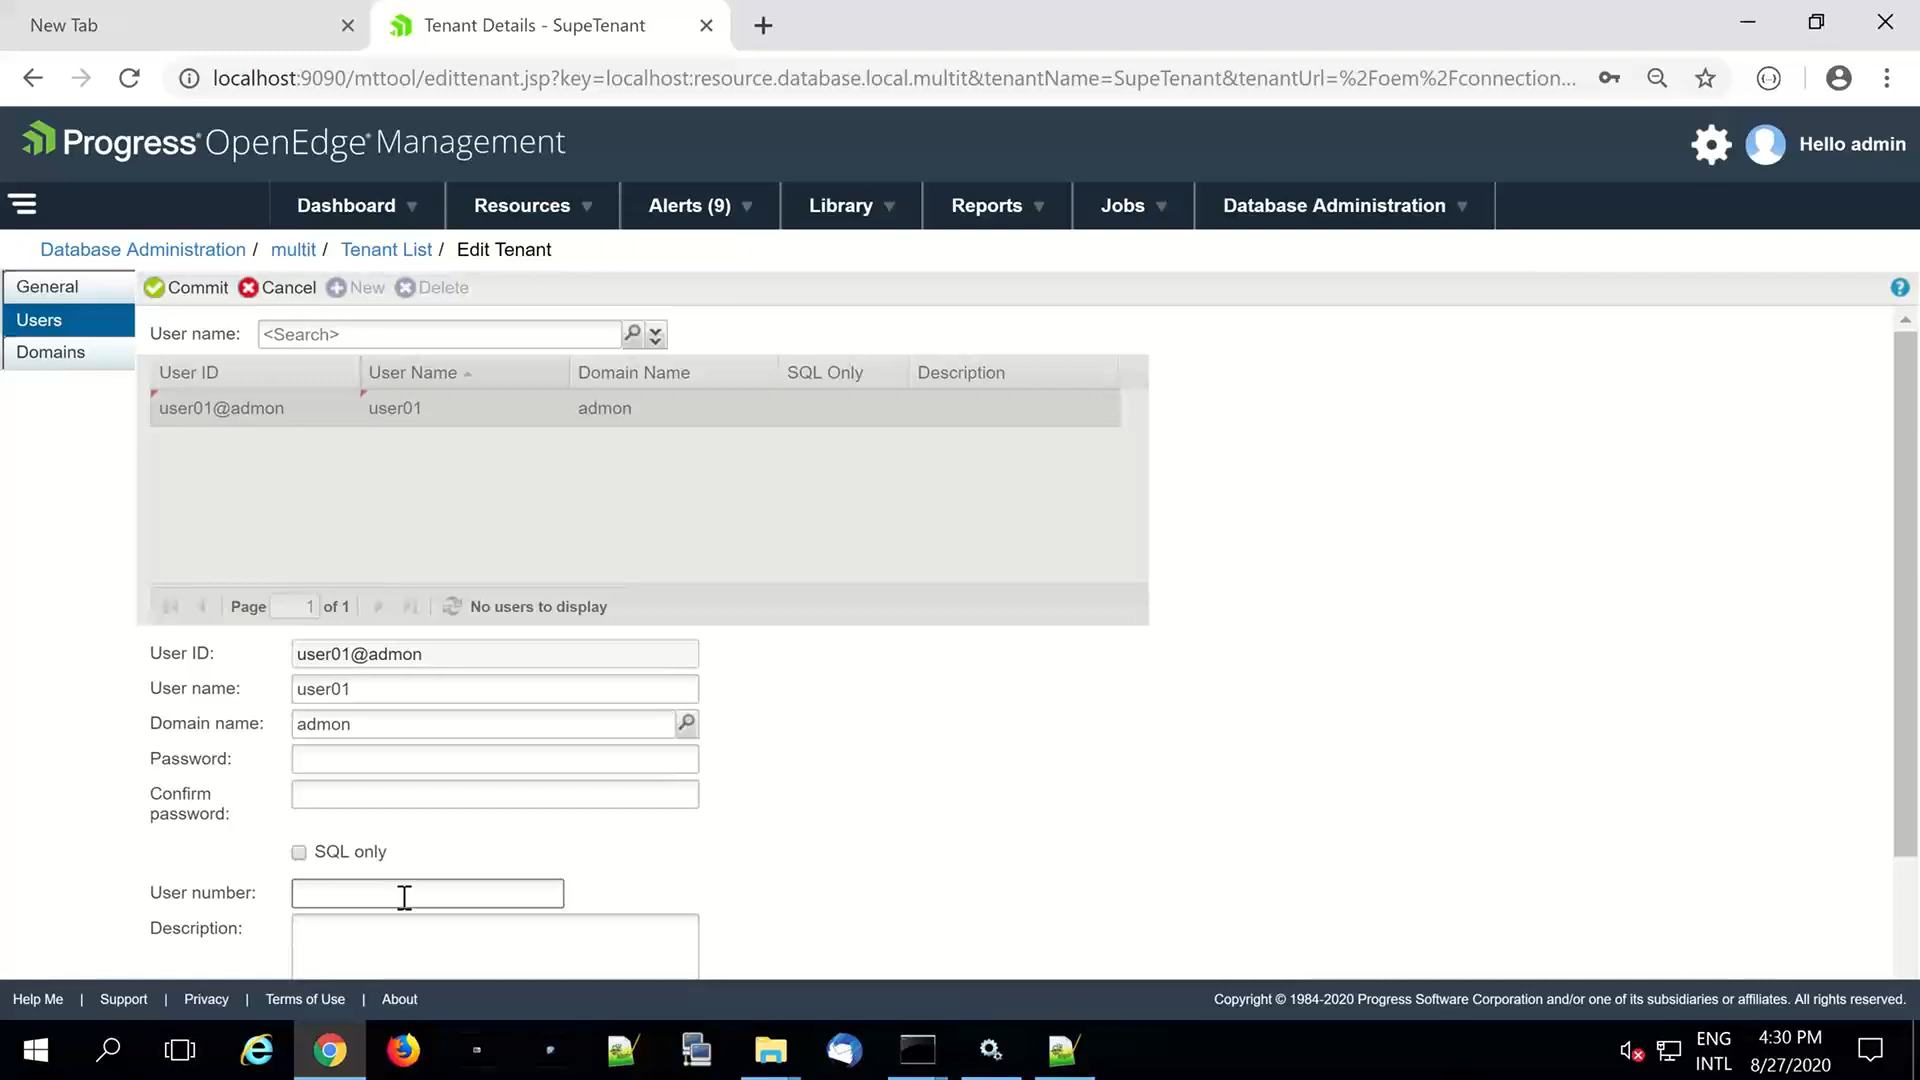 New Tab
Tenant Details - SupeTenant
localhost:9090/mttool/edittenant.jsp?key=localhost:resource.database.local.multit&tenantName=SupeTenant&tenantUrl=%2Foem%2Fconnection...
Progress OpenEdge Management
Hello admin
Dashboard
Resources
Alerts (9)
Library
Reports
Jobs
Database Administration
Database Administration / multit / Tenant List / Edit Tenant
General
Users
Domains
Commit
Cancel
New
Delete
User name: <Search>
User ID
User Name
Domain Name
SQL Only
Description
user01@admon
user01
admon
Page 1 of 1
No users to display
User ID: user01@admon
User name: user01
Domain name: admon
Password:
Confirm
password:
SQL only
User number:
Description:
Help Me | Support | Privacy | Terms of Use | About
Copyright © 1984-2020 Progress Software Corporation and/or one of its subsidiaries or affiliates. All rights reserved.
ENG
INTL
4:30 PM
8/27/2020